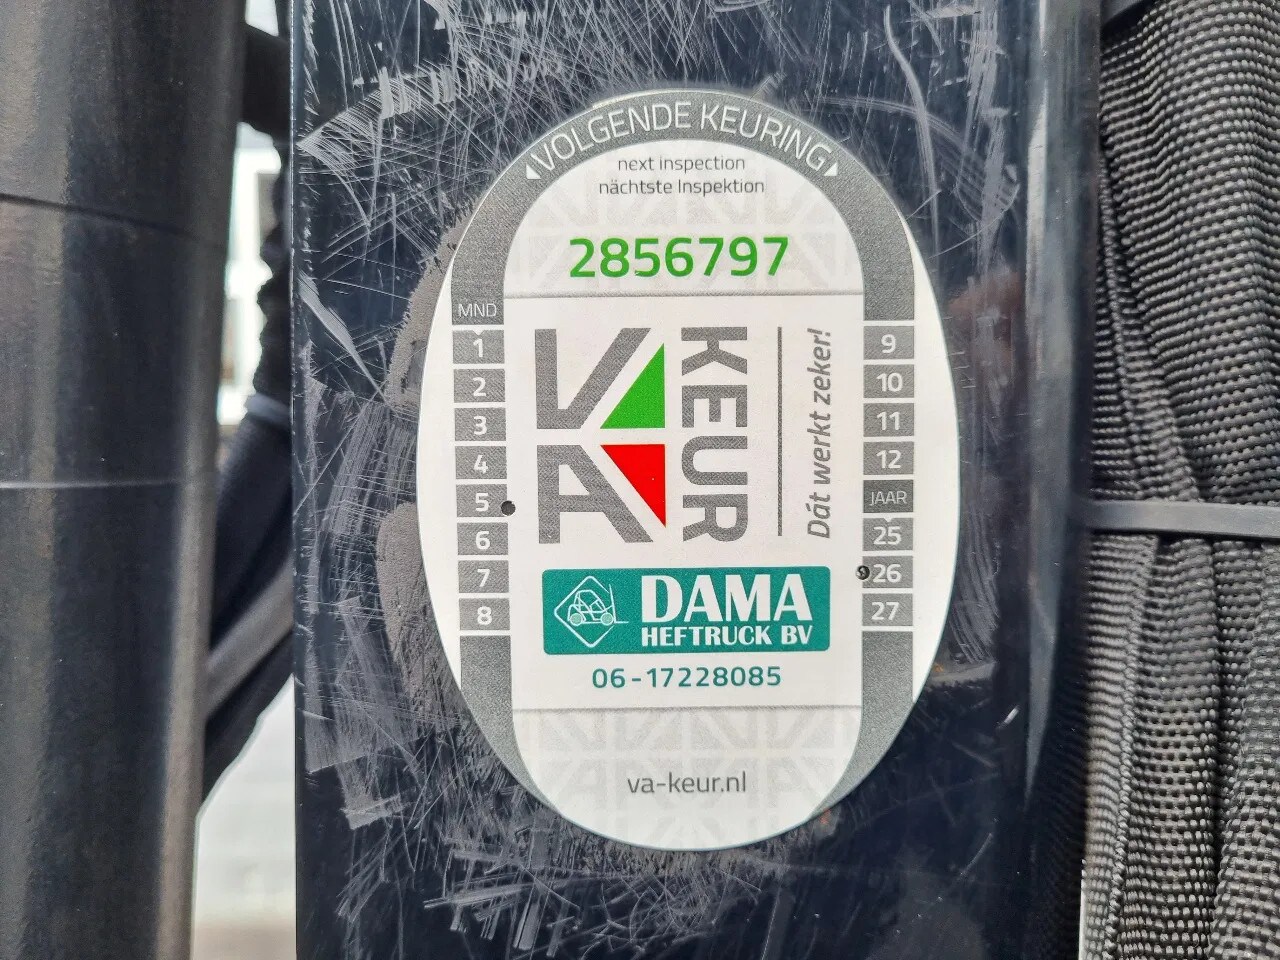 VOLGENDE KEURING
next inspection
nächtste Inspektion
2856797
MND
1
2
3
4
5
6
7
8
VA
KEUR
Dát werkt zeker!
9
10
11
12
JAAR
25
26
27
DAMA
HEFTRUCK BV
06-17228085
va-keur.nl